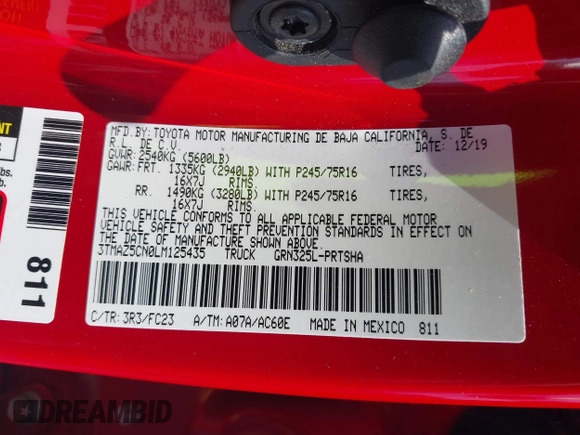 MFD. BY: TOYOTA MOTOR MANUFACTURING DE BAJA CALIFORNIA, S. DE
R.L. DE C.V. DATE: 12/19
GVWR: 2540KG (5600LB)
GAWR: FRT. 1335KG (2940LB) WITH P245/75R16 TIRES,
16X7J RIMS
RR. 1490KG (3280LB) WITH P245/75R16 TIRES,
16X7J RIMS
THIS VEHICLE CONFORMS TO ALL APPLICABLE FEDERAL MOTOR
VEHICLE SAFETY AND THEFT PREVENTION STANDARDS IN EFFECT ON
THE DATE OF MANUFACTURE SHOWN ABOVE.
3TMAZ5CN0LM125435 TRUCK GRN325L-PRTSHA
C/TR: 3R3/FC23 A/TM: A07A/AC60E MADE IN MEXICO 811
811
DREAMBID